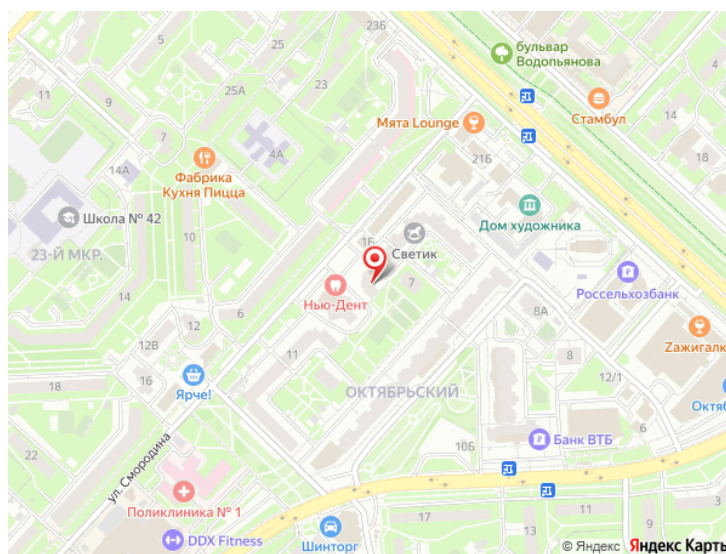 23Б
бульвар
Водопьянова
25
23
14
4
11
9
7
25А
Стамбул
5
Мята Lounge
12
4А
18
14А
21Б
Фабрика
Кухня Пицца
Школа № 42
Дом художника
1Б
23-Й МКР.
10
Светик
Россельхозбанк
7
Нью-Дент
14
8А
6
12
Zажигалк
12В
11
8
16
12/1
Ярче!
18
ОКТЯБРЬСКИЙ
Октяб
6
10Б
Банк ВТБ
22
ул. Смородина
Поликлиника № 1
DDX Fitness
11
Шинторг
© Яндекс Яндекс Карты